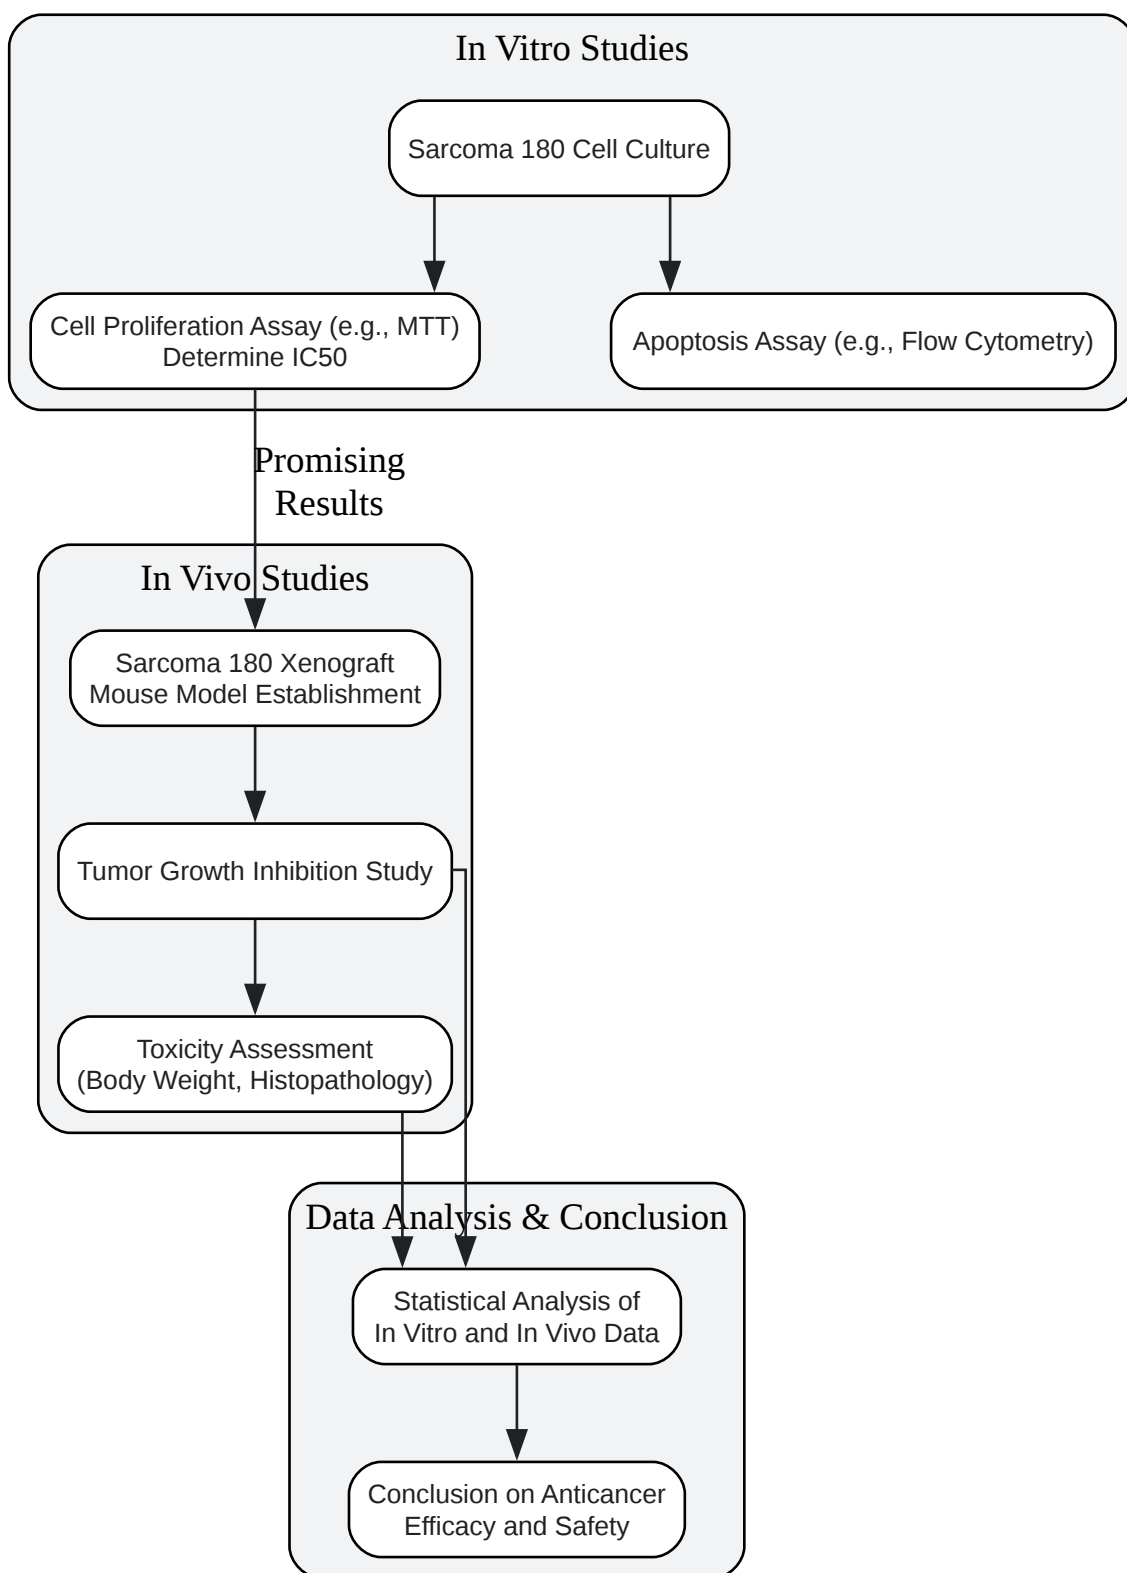 In Vitro Studies
Sarcoma 180 Cell Culture
Cell Proliferation Assay (e.g., MTT)
Determine IC50
Apoptosis Assay (e.g., Flow Cytometry)
Promising
Results
In Vivo Studies
Sarcoma 180 Xenograft
Mouse Model Establishment
Tumor Growth Inhibition Study
Toxicity Assessment
(Body Weight, Histopathology)
Data Analysis & Conclusion
Statistical Analysis of
In Vitro and In Vivo Data
Conclusion on Anticancer
Efficacy and Safety